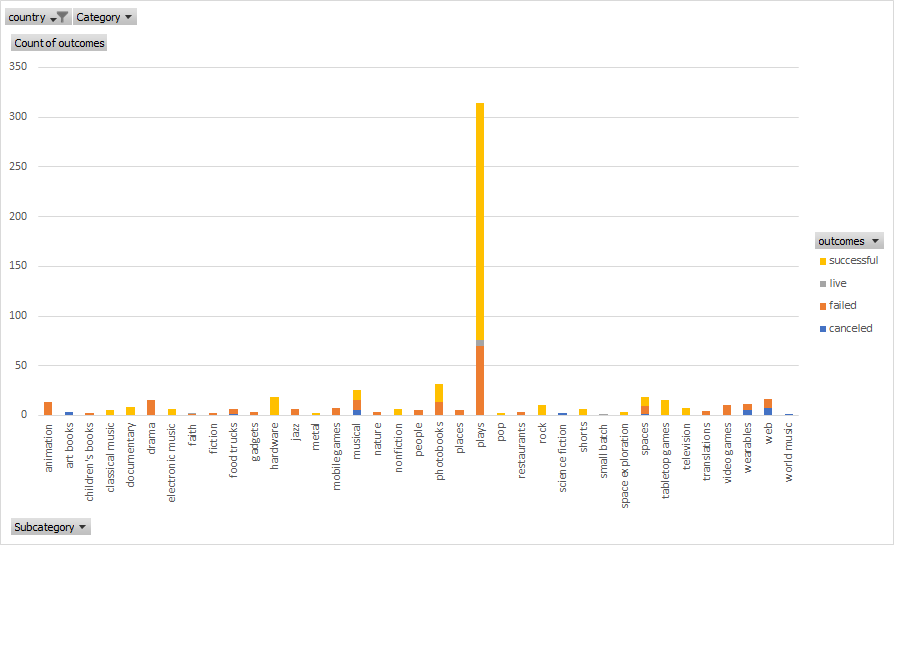 country Category
Count of outcomes
350
300
250
200
150
100
50
0
outcomes
successful
live
failed
canceled
animation
art books
children's books
classical music
documentary
drama
electronic music
faith
fiction
food trucks
gadgets
hardware
jazz
metal
mobile games
musical
nature
nonfiction
people
photobooks
places
plays
pop
restaurants
rock
science fiction
shorts
small batch
space exploration
spaces
tabletop games
television
translations
video games
wearables
web
world music
Subcategory